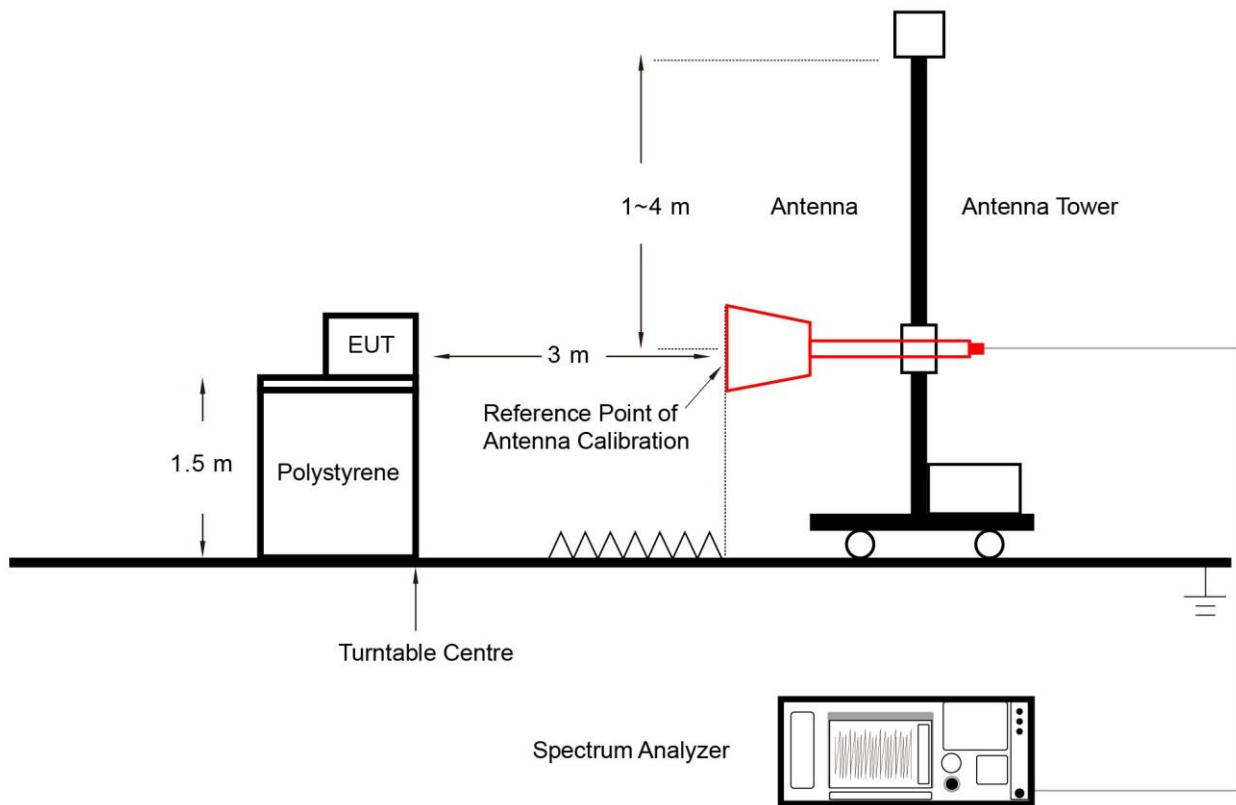 1~4 m
Antenna
Antenna Tower
EUT
3 m
Reference Point of
Antenna Calibration
1.5 m
Polystyrene
Turntable Centre
Spectrum Analyzer